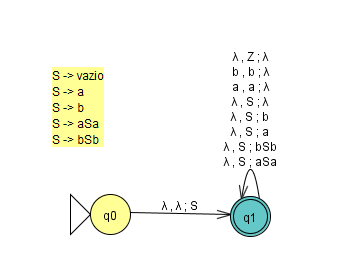 S -> vazio
S -> a
S -> b
S -> aSa
S -> bSb
λ , Z ; λ
b , b ; λ
a , a ; λ
λ , S ; λ
λ , S ; b
λ , S ; a
λ , S ; bSb
λ , S ; aSa
q0
λ , λ ; S
q1